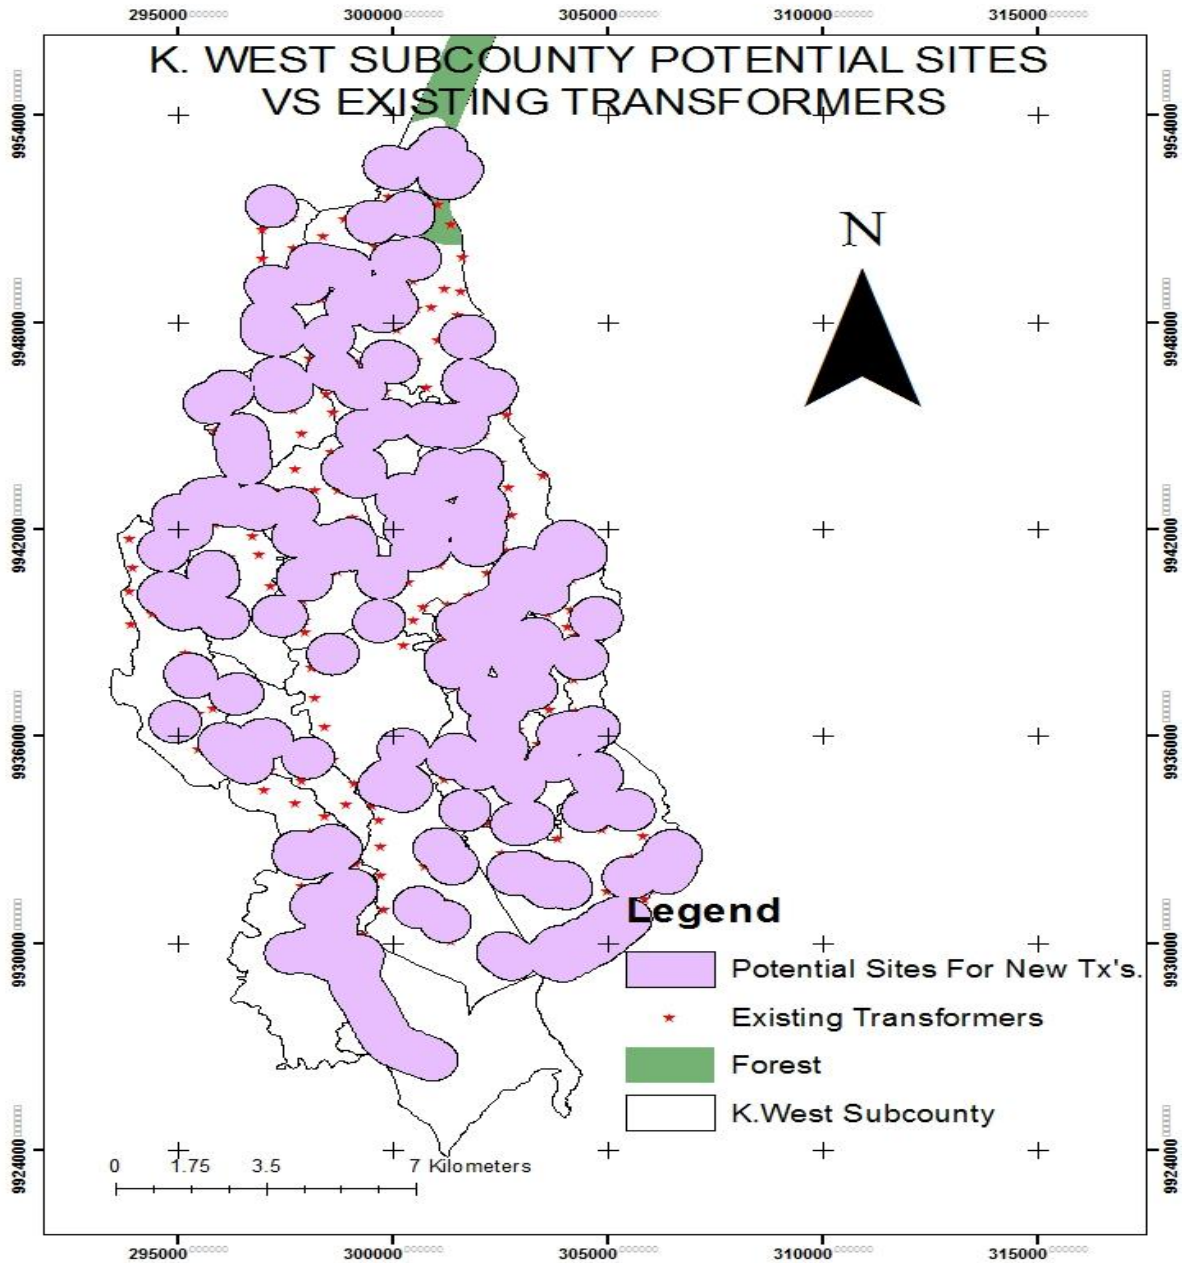 295000 300000 305000 310000 315000
K. WEST SUBCOUNTY POTENTIAL SITES
VS EXISTING TRANSFORMERS
9954000 9954000
N
9948000 9948000
9942000 9942000
9936000 9936000
Legend
9930000 9930000
Potential Sites For New Tx's.
Existing Transformers
Forest
K.West Subcounty
9924000 9924000
0 1.75 3.5 7 Kilometers
295000 300000 305000 310000 315000